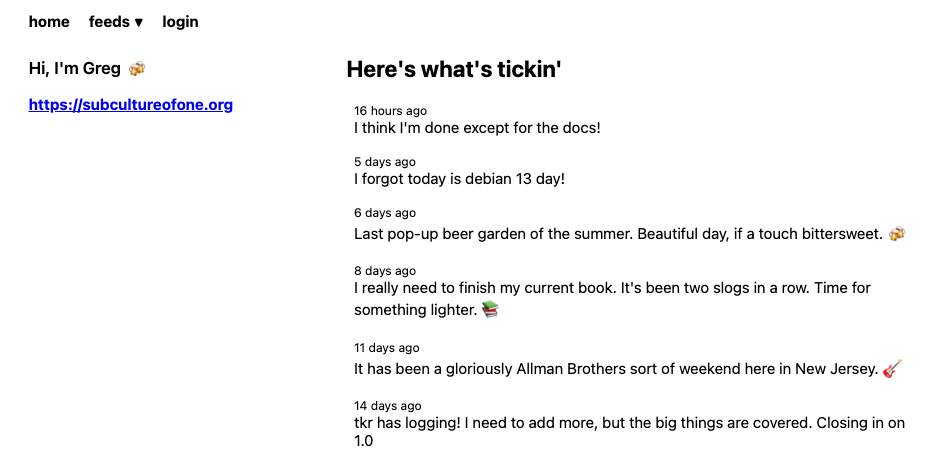 home feeds ▾ login
Hi, I'm Greg 🍻
https://subcultureofone.org
Here's what's tickin'
16 hours ago
I think I'm done except for the docs!
5 days ago
I forgot today is debian 13 day!
6 days ago
Last pop-up beer garden of the summer. Beautiful day, if a touch bittersweet. 🍻
8 days ago
I really need to finish my current book. It's been two slogs in a row. Time for
something lighter. 📚
11 days ago
It has been a gloriously Allman Brothers sort of weekend here in New Jersey. 🎸
14 days ago
tkr has logging! I need to add more, but the big things are covered. Closing in on
1.0